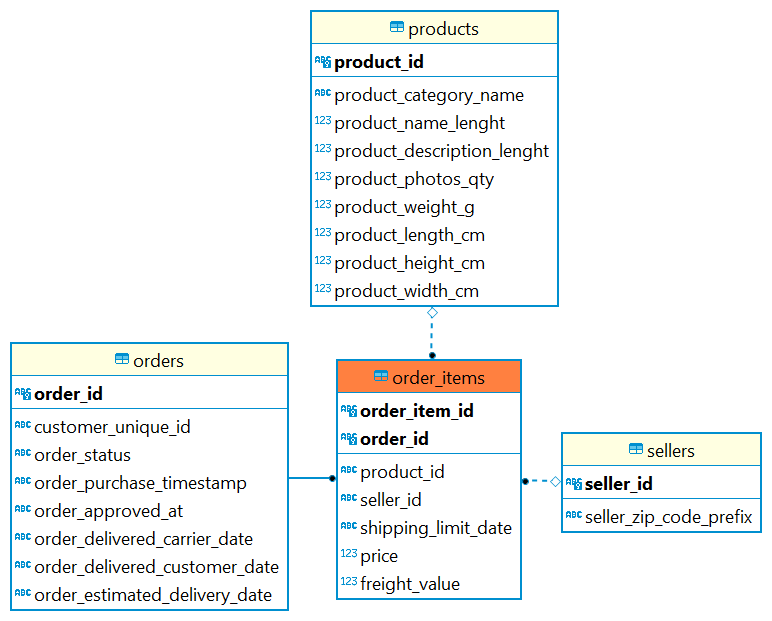 products
ABC product_id
ABC product_category_name
123 product_name_lenght
123 product_description_lenght
123 product_photos_qty
123 product_weight_g
123 product_length_cm
123 product_height_cm
123 product_width_cm
orders
ABC order_id
ABC customer_unique_id
ABC order_status
ABC order_purchase_timestamp
ABC order_approved_at
ABC order_delivered_carrier_date
ABC order_delivered_customer_date
ABC order_estimated_delivery_date
order_items
ABC order_item_id
ABC order_id
ABC product_id
ABC seller_id
ABC shipping_limit_date
123 price
123 freight_value
sellers
ABC seller_id
ABC seller_zip_code_prefix